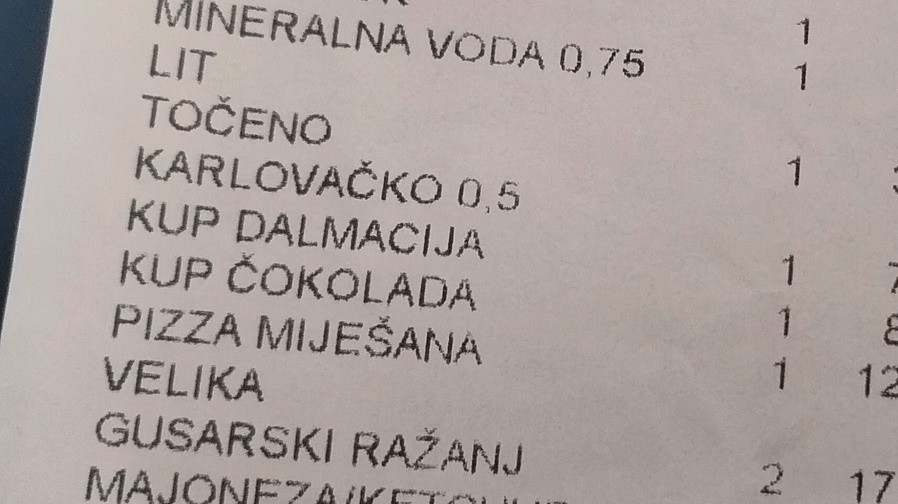 1
MINERALNA VODA 0,75 1
LIT
TOČENO 1
KARLOVAČKO 0,5
KUP DALMACIJA 1
KUP ČOKOLADA 1
PIZZA MIJEŠANA 1 12
VELIKA
GUSARSKI RAŽANJ 2 17